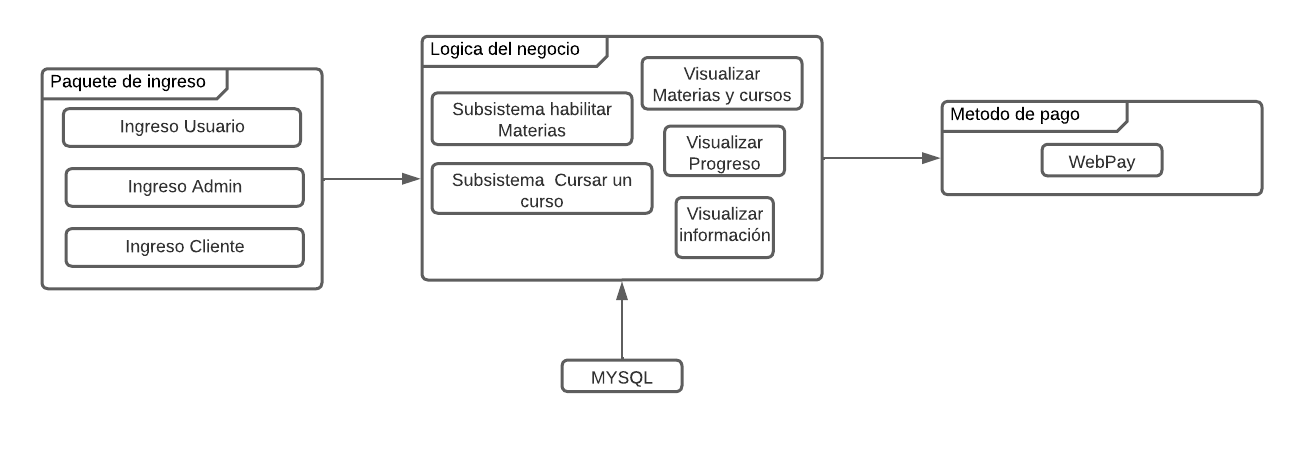 Paquete de ingreso
Ingreso Usuario
Ingreso Admin
Ingreso Cliente
Logica del negocio
Subsistema habilitar
Materias
Subsistema  Cursar un
curso
Visualizar
Materias y cursos
Visualizar
Progreso
Visualizar
información
MYSQL
Metodo de pago
WebPay